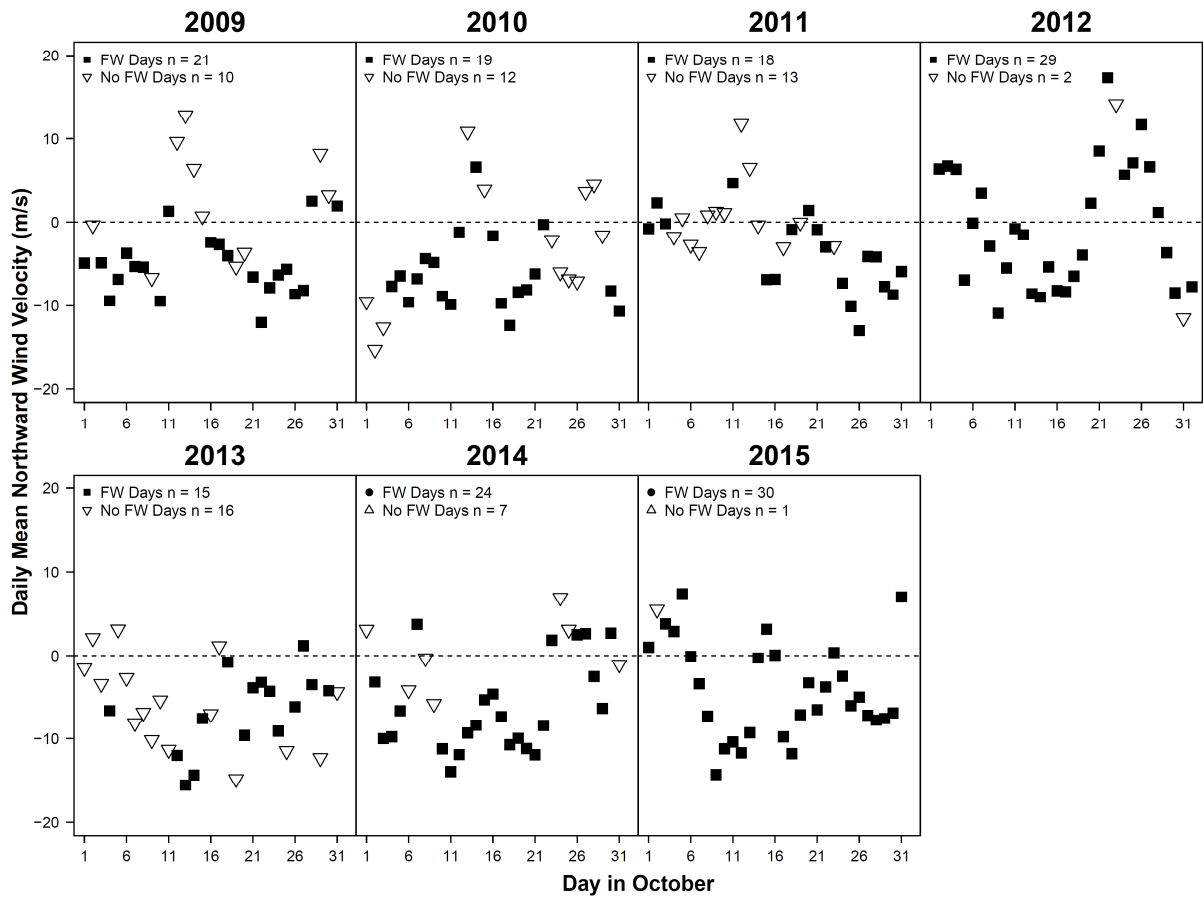 2009 2010 2011 2012
FW Days n = 21
No FW Days n = 10
FW Days n = 19
No FW Days n = 12
FW Days n = 18
No FW Days n = 13
FW Days n = 29
No FW Days n = 2
20
10
0
−10
−20
1 6 11 16 21 26 31 1 6 11 16 21 26 31 1 6 11 16 21 26 31 1 6 11 16 21 26 31
2013 2014 2015
FW Days n = 15
No FW Days n = 16
FW Days n = 24
No FW Days n = 7
FW Days n = 30
No FW Days n = 1
20
10
0
−10
−20
1 6 11 16 21 26 31 1 6 11 16 21 26 31 1 6 11 16 21 26 31
Daily Mean Northward Wind Velocity (m/s)
Day in October